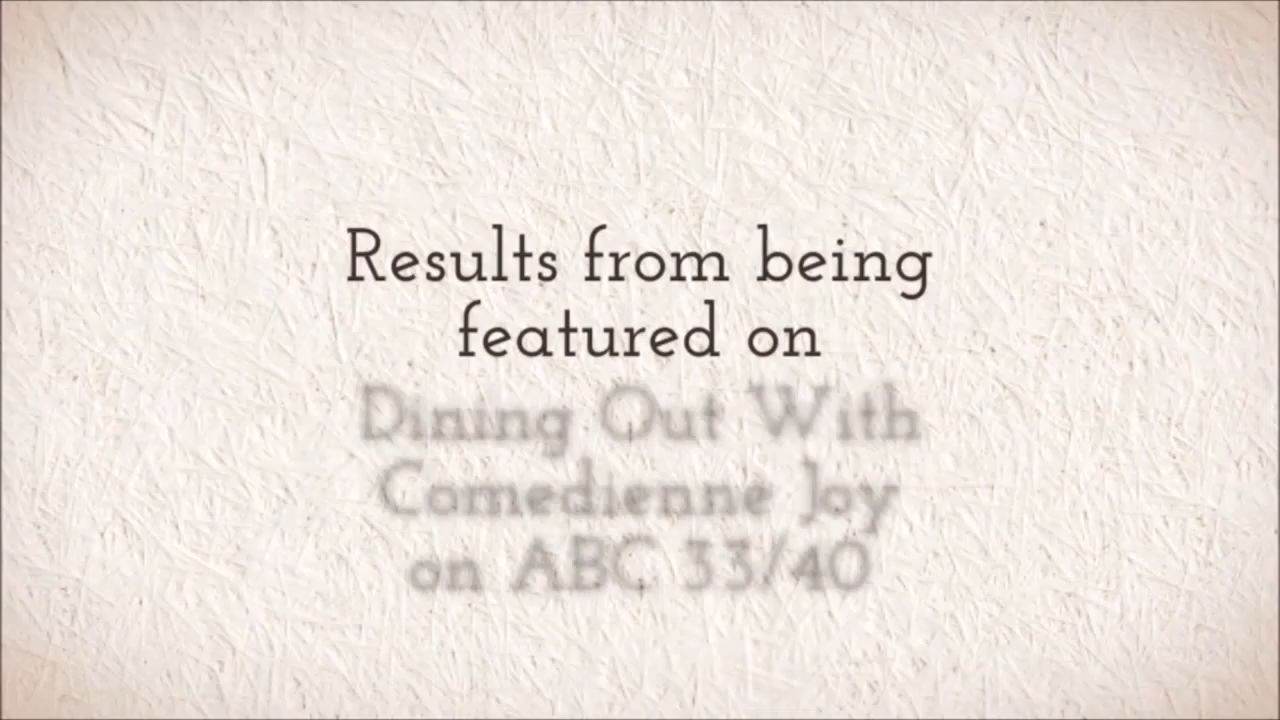 Results from being
featured on
Dining Out With
Comedienne Joy
on ABC 33/40